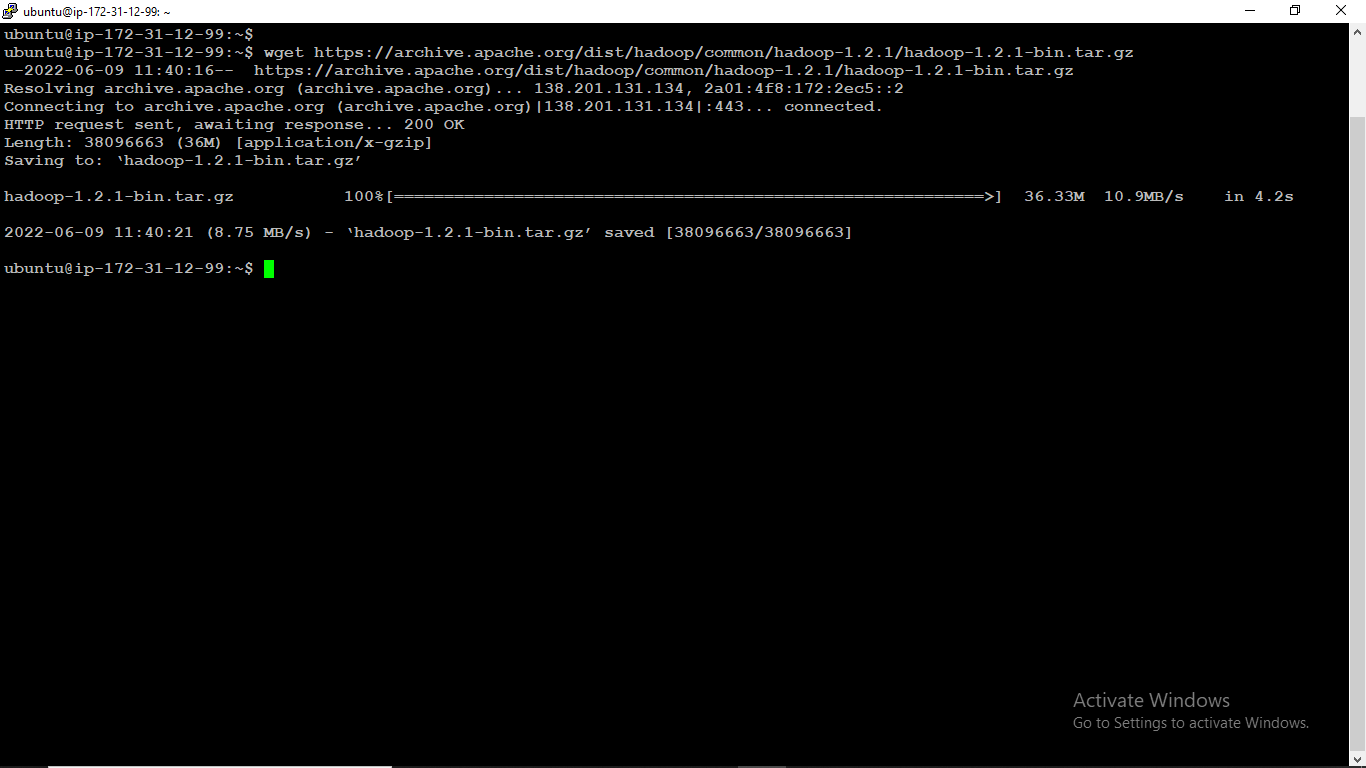 ubuntu@ip-172-31-12-99: ~
ubuntu@ip-172-31-12-99:~$
ubuntu@ip-172-31-12-99:~$ wget https://archive.apache.org/dist/hadoop/common/hadoop-1.2.1/hadoop-1.2.1-bin.tar.gz
--2022-06-09 11:40:16--  https://archive.apache.org/dist/hadoop/common/hadoop-1.2.1/hadoop-1.2.1-bin.tar.gz
Resolving archive.apache.org (archive.apache.org)... 138.201.131.134, 2a01:4f8:172:2ec5::2
Connecting to archive.apache.org (archive.apache.org)|138.201.131.134|:443... connected.
HTTP request sent, awaiting response... 200 OK
Length: 38096663 (36M) [application/x-gzip]
Saving to: ‘hadoop-1.2.1-bin.tar.gz’
hadoop-1.2.1-bin.tar.gz           100%[===========================================================>]  36.33M  10.9MB/s    in 4.2s
2022-06-09 11:40:21 (8.75 MB/s) - ‘hadoop-1.2.1-bin.tar.gz’ saved [38096663/38096663]
ubuntu@ip-172-31-12-99:~$
Activate Windows
Go to Settings to activate Windows.